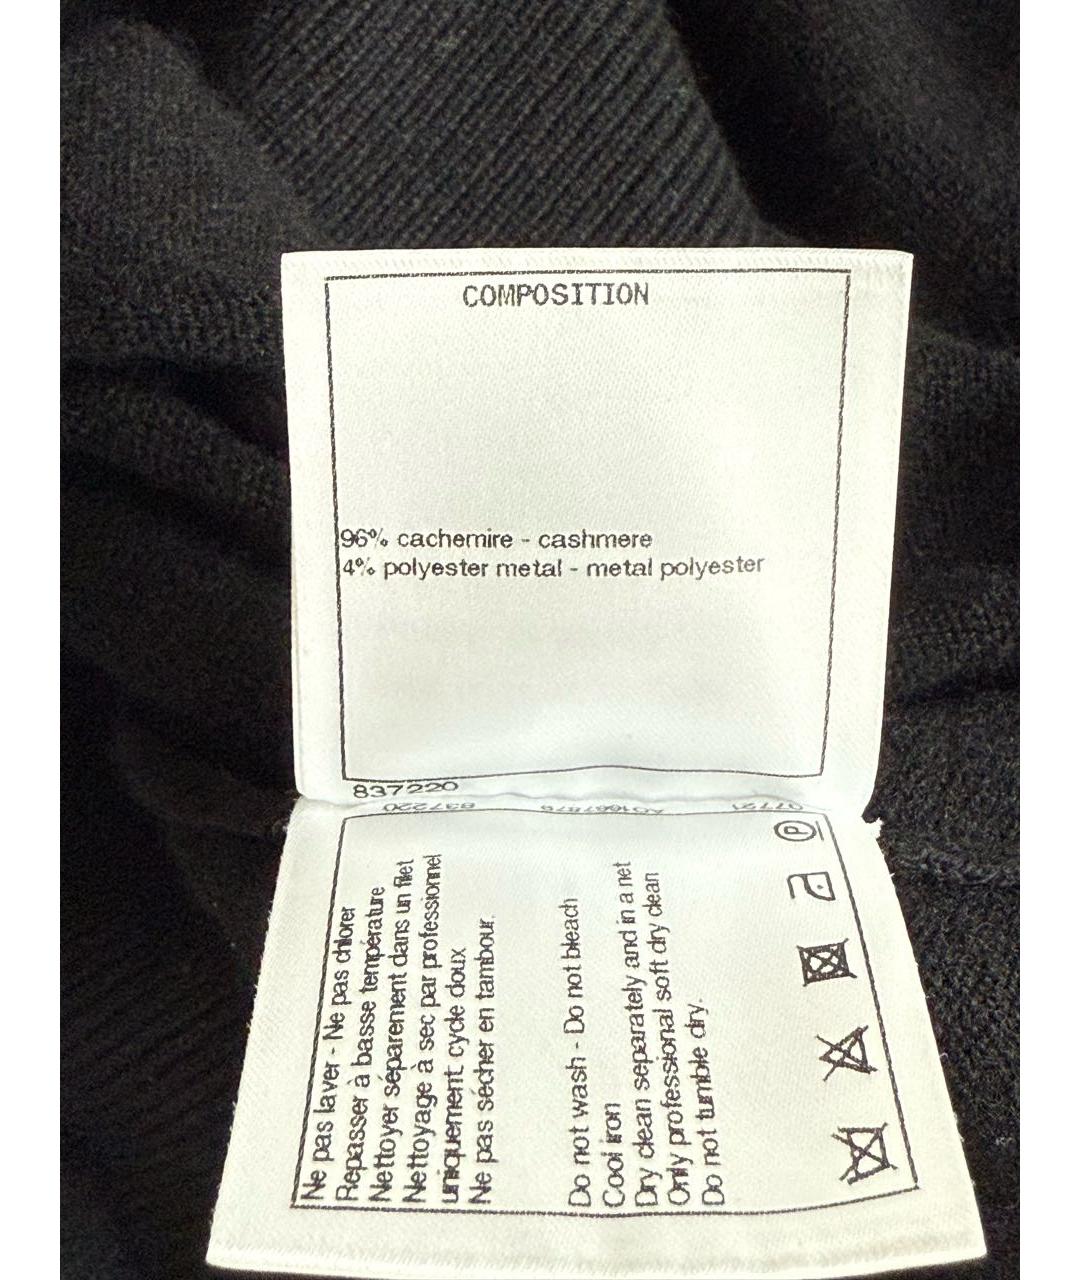 COMPOSITION
96% cachemire - cashmere
4% polyester metal - metal polyester
837220
837220
Ne pas laver - Ne pas chlorer
Repasser à basse température
Nettoyer séparement dans un filet
Nettoyage à sec par professionnel
uniquement cycle doux
Ne pas sécher en tambour.
Do not wash - Do not bleach
Cool iron
Dry clean separately and in a net
Only professional soft dry clean
Do not tumble dry.
P